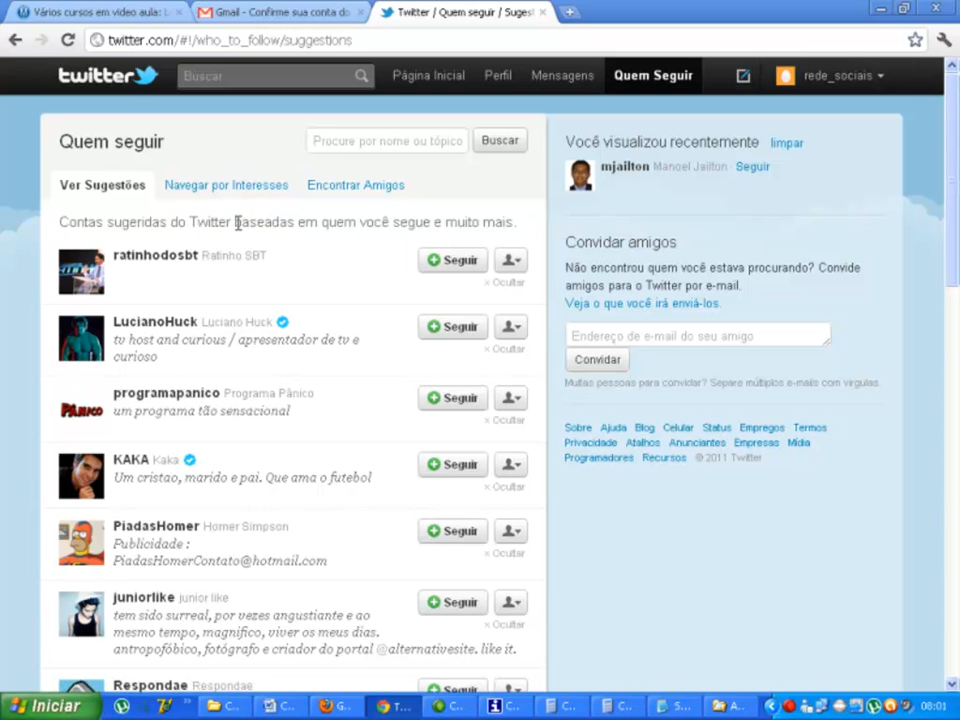 Vários cursos em vídeo aula: L
Gmail - Confirme sua conta do
Twitter / Quem seguir / Suges
twitter.com/#!/who_to_follow/suggestions
twitter
Buscar
Página Inicial
Perfil
Mensagens
Quem Seguir
rede_sociais
Quem seguir
Procure por nome ou tópico
Buscar
Ver Sugestões
Navegar por Interesses
Encontrar Amigos
Contas sugeridas do Twitter baseadas em quem você segue e muito mais.
ratinhodosbt Ratinho SBT
Seguir
× Ocultar
LucianoHuck Luciano Huck
tv host and curious / apresentador de tv e
curioso
Seguir
× Ocultar
PÂNICO
programapanico Programa Pânico
um programa tão sensacional
Seguir
× Ocultar
KAKA Kaka
Um cristao, marido e pai. Que ama o futebol
Seguir
× Ocultar
PiadasHomer Homer Simpson
Publicidade :
PiadasHomerContato@hotmail.com
Seguir
× Ocultar
juniorlike junior like
tem sido surreal, por vezes angustiante e ao
mesmo tempo, magnífico, viver os meus dias.
antropofóbico, fotógrafo e criador do portal @alternativesite. like it.
Seguir
× Ocultar
Respondae Respondae
Seguir
Você visualizou recentemente limpar
mjailton Manoel Jailton Seguir
Convidar amigos
Não encontrou quem você estava procurando? Convide
amigos para o Twitter por e-mail.
Veja o que você irá enviá-los.
Endereço de e-mail do seu amigo
Convidar
Muitas pessoas para convidar? Separe múltiplos e-mails com vírgulas.
Sobre Ajuda Blog Celular Status Empregos Termos
Privacidade Atalhos Anunciantes Empresas Mídia
Programadores Recursos © 2011 Twitter
Iniciar
C...
C...
G...
T...
C...
C...
C...
C...
S...
A...
08:01